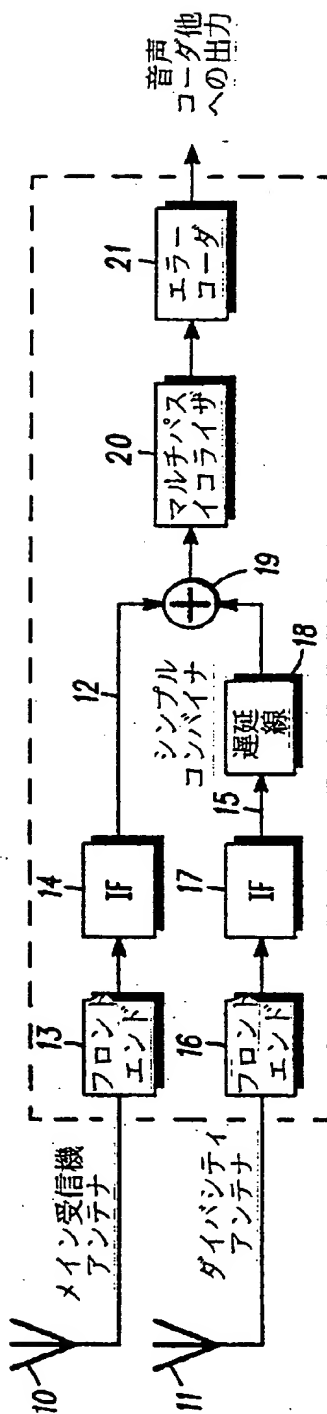 10
メイン受信機
アンテナ
13
フロント
エンド
14
IF
12
シンプル
コンバイナ
19
20
マルチパス
イコライザ
21
エラー
コーダ
音声
コーダ他
への出力
11
ダイバシティ
アンテナ
16
フロント
エンド
17
IF
15
18
遅延
線